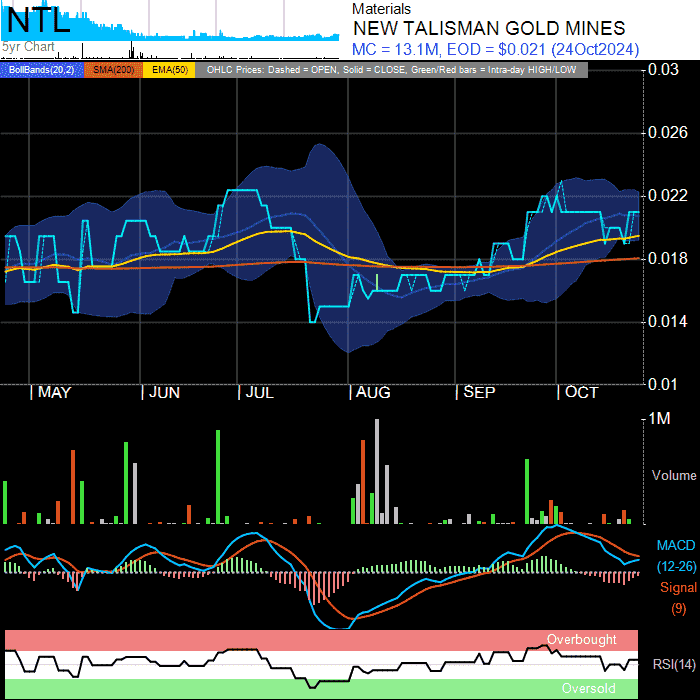 NTL
5yr Chart
Materials
NEW TALISMAN GOLD MINES
MC = 13.1M, EOD = $0.021 (24Oct2024)
BollBands(20,2) SMA(200) EMA(50) OHLC Prices: Dashed = OPEN, Solid = CLOSE, Green/Red bars = Intra-day HIGH/LOW
0.03
0.026
0.022
0.018
0.014
0.01
MAY JUN JUL AUG SEP OCT
1M
Volume
MACD
(12-26)
Signal
(9)
Overbought
RSI(14)
Oversold